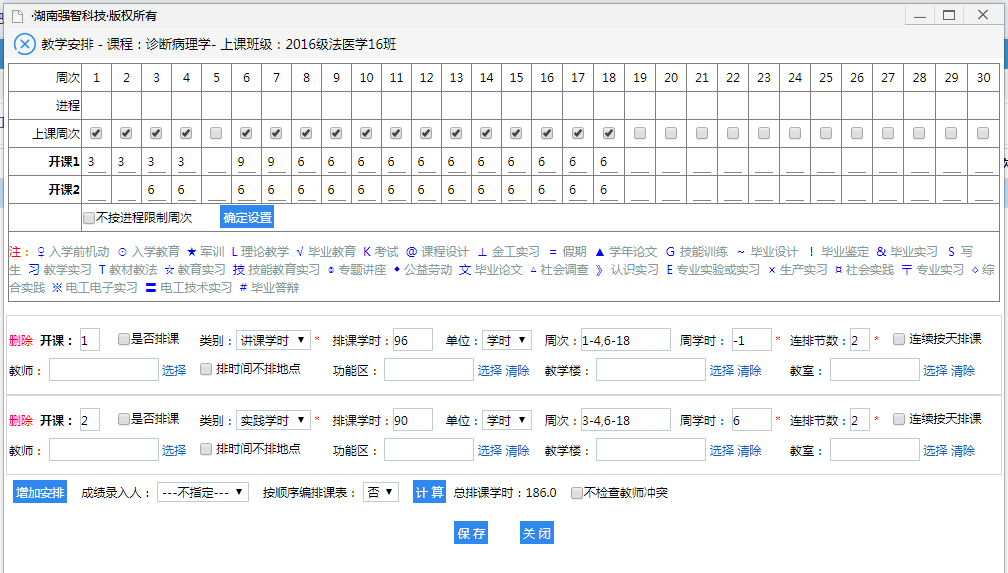 ·湖南强智科技·版权所有
教学安排 - 课程：诊断病理学- 上课班级：2016级法医学16班
周次 1 2 3 4 5 6 7 8 9 10 11 12 13 14 15 16 17 18 19 20 21 22 23 24 25 26 27 28 29 30
进程
上课周次
开课1 3 3 3 3 9 9 6 6 6 6 6 6 6 6 6 6 6
开课2 6 6 6 6 6 6 6 6 6 6 6 6 6 6 6
不按进程限制周次 确定设置
注： ♀ 入学前机动 ⊙ 入学教育 ★ 军训 L 理论教学 √ 毕业教育 K 考试 @ 课程设计 ⊥ 金工实习 = 假期 ▲ 学年论文 G 技能训练 ~ 毕业设计 ！ 毕业鉴定 & 毕业实习 S 写
生 习 教学实习 T 教材教法 ☆ 教育实习 技 技能教育实习 专题讲座 ◆ 公益劳动 文 毕业论文 社会调查 》 认识实习 E 专业实验或实习 × 生产实习 ¤ 社会实践 〒 专业实习 ◇ 综
合实践 ※ 电工电子实习 〓 电工技术实习 # 毕业答辩
删除 开课： 1 是否排课 类别： 讲课学时 * 排课学时： 96 单位： 学时 周次： 1-4,6-18 周学时： -1 * 连排节数： 2 * 连续按天排课
教师： 选择 排时间不排地点 功能区： 选择 清除 教学楼： 选择 清除 教室： 选择 清除
删除 开课： 2 是否排课 类别： 实践学时 * 排课学时： 90 单位： 学时 周次： 3-4,6-18 周学时： 6 * 连排节数： 2 * 连续按天排课
教师： 选择 排时间不排地点 功能区： 选择 清除 教学楼： 选择 清除 教室： 选择 清除
增加安排 成绩录入人： ---不指定--- 按顺序编排课表： 否 计 算 总排课学时：186.0 不检查教师冲突
保 存 关 闭